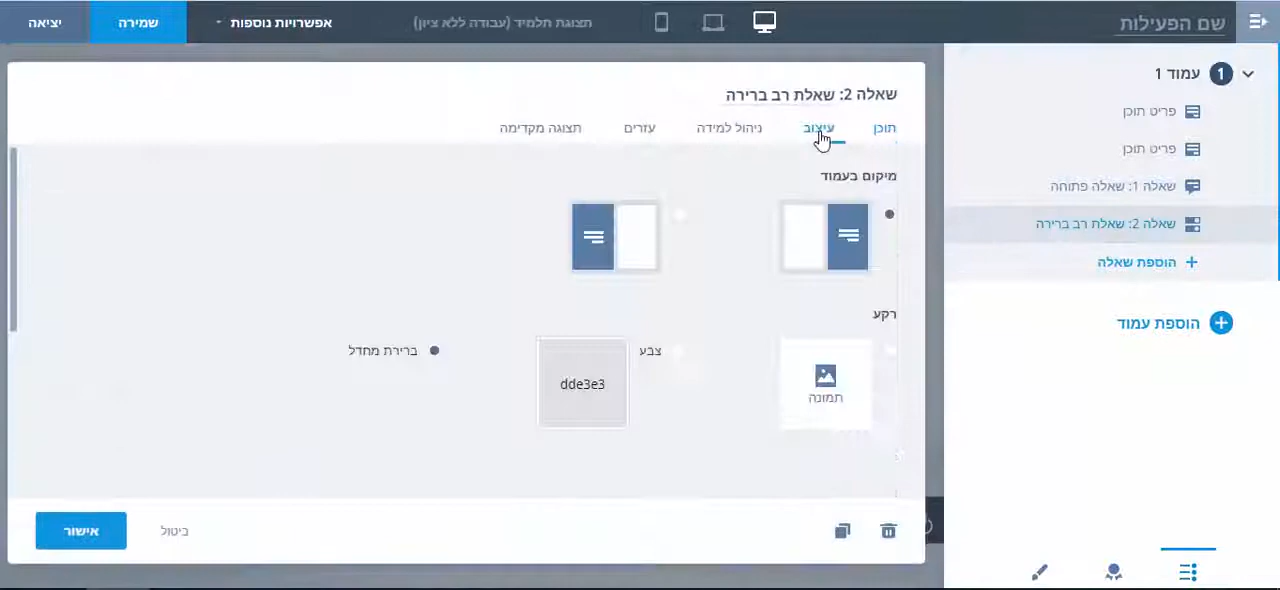 שם הפעילות
תצוגת תלמיד (עבודה ללא ציון)
אפשרויות נוספות
שמירה
יציאה
1 עמוד 1
פריט תוכן
פריט תוכן
שאלה 1: שאלה פתוחה
שאלה 2: שאלת רב ברירה
הוספת שאלה
הוספת עמוד
שאלה 2: שאלת רב ברירה
תוכן עיצוב ניהול למידה עזרים תצוגה מקדימה
מיקום בעמוד
רקע
תמונה
צבע
dde3e3
ברירת מחדל
ביטול
אישור